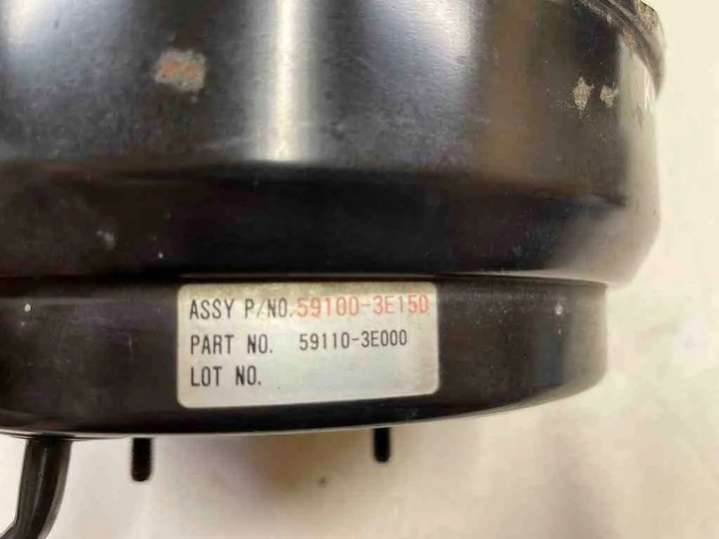 ASSY P/NO.59100-3E150
PART NO. 59110-3E000
LOT NO.